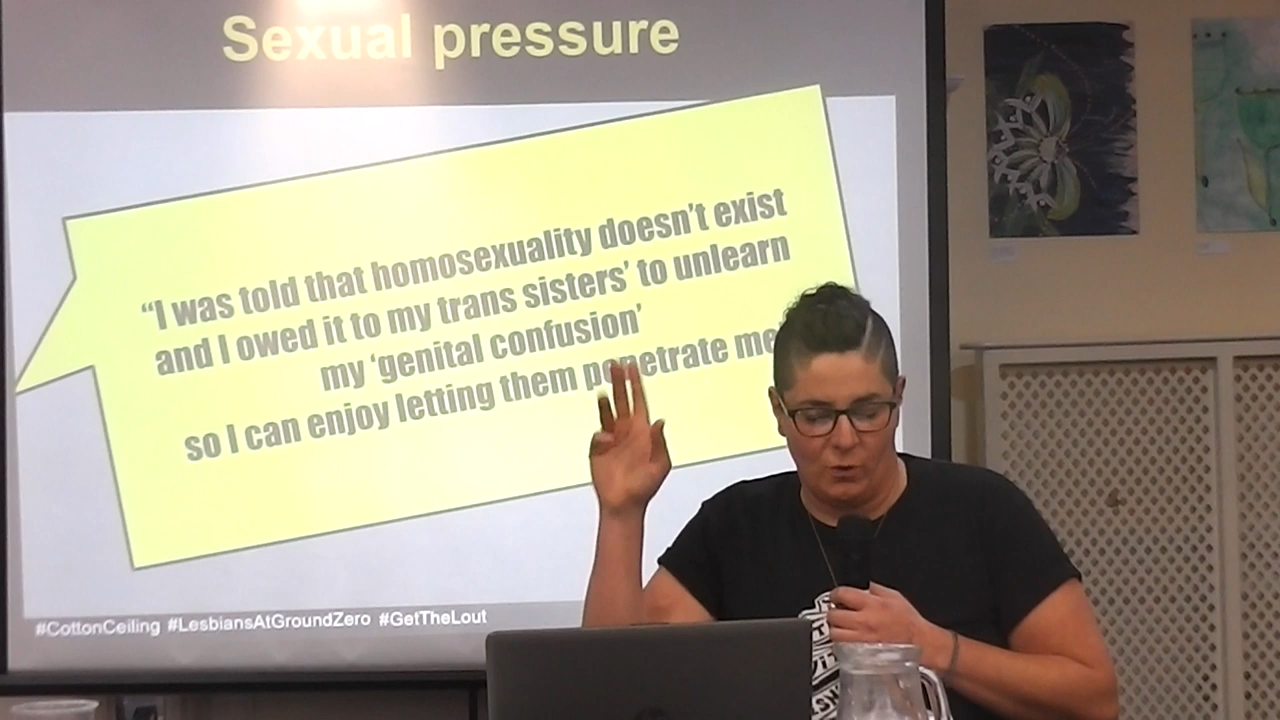 Sexual pressure
“I was told that homosexuality doesn’t exist
and I owed it to my trans sisters’ to unlearn
my ‘genital confusion’
so I can enjoy letting them penetrate me
#CottonCeiling #LesbiansAtGroundZero #GetTheLout